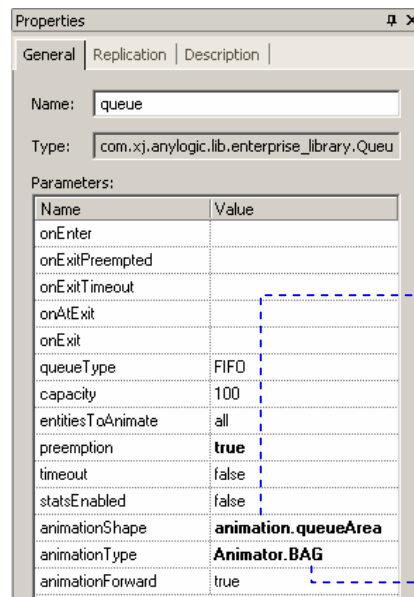 Properties
General Replication Description
Name: queue
Type: com.xj.anylogic.lib.enterprise_library.Queu
Parameters:
Name Value
onEnter
onExitPreempted
onExitTimeout
onAtExit
onExit
queueType FIFO
capacity 100
entitiesToAnimate all
preemption true
timeout false
statsEnabled false
animationShape animation.queueArea
animationType Animator.BAG
animationForward true